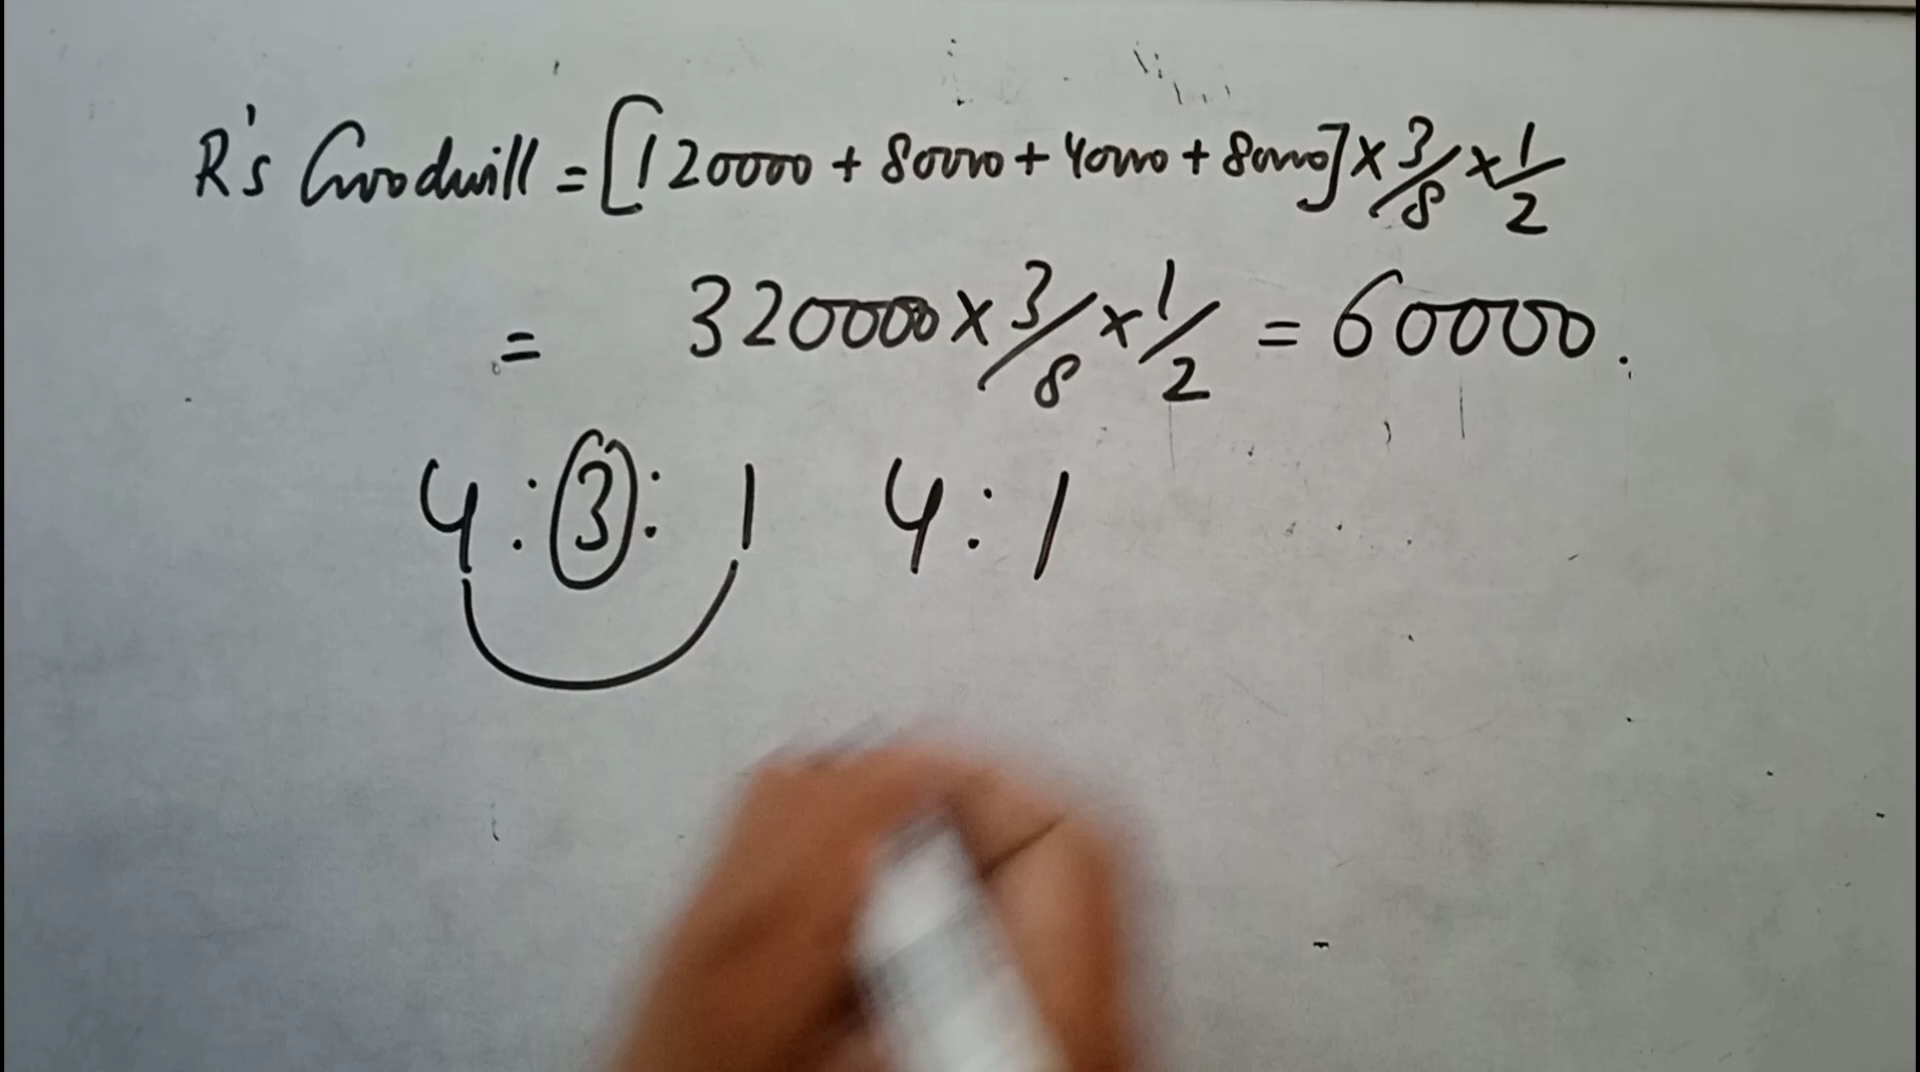 R's Goodwill = [120000 + 80000 + 40000 + 80000] x 3/8 x 1/2
= 320000 x 3/8 x 1/2 = 60000.
4 : 3 : 1 4 : 1